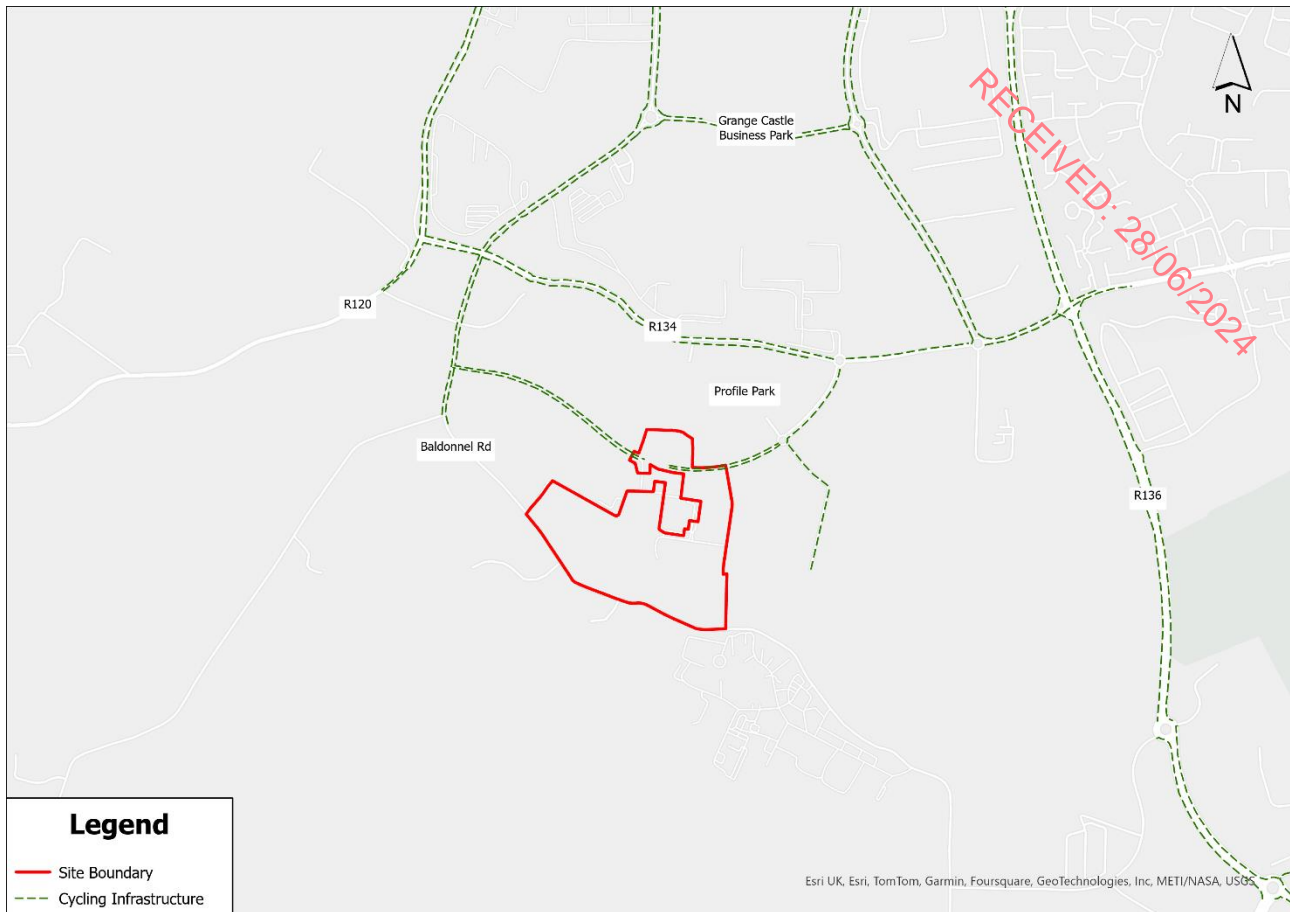 N
Grange Castle
Business Park
RECEIVED: 28/06/2024
R120
R134
Profile Park
Baldonnel Rd
R136
Legend
Site Boundary
Cycling Infrastructure
Esri UK, Esri, TomTom, Garmin, Foursquare, GeoTechnologies, Inc, METI/NASA, USGS